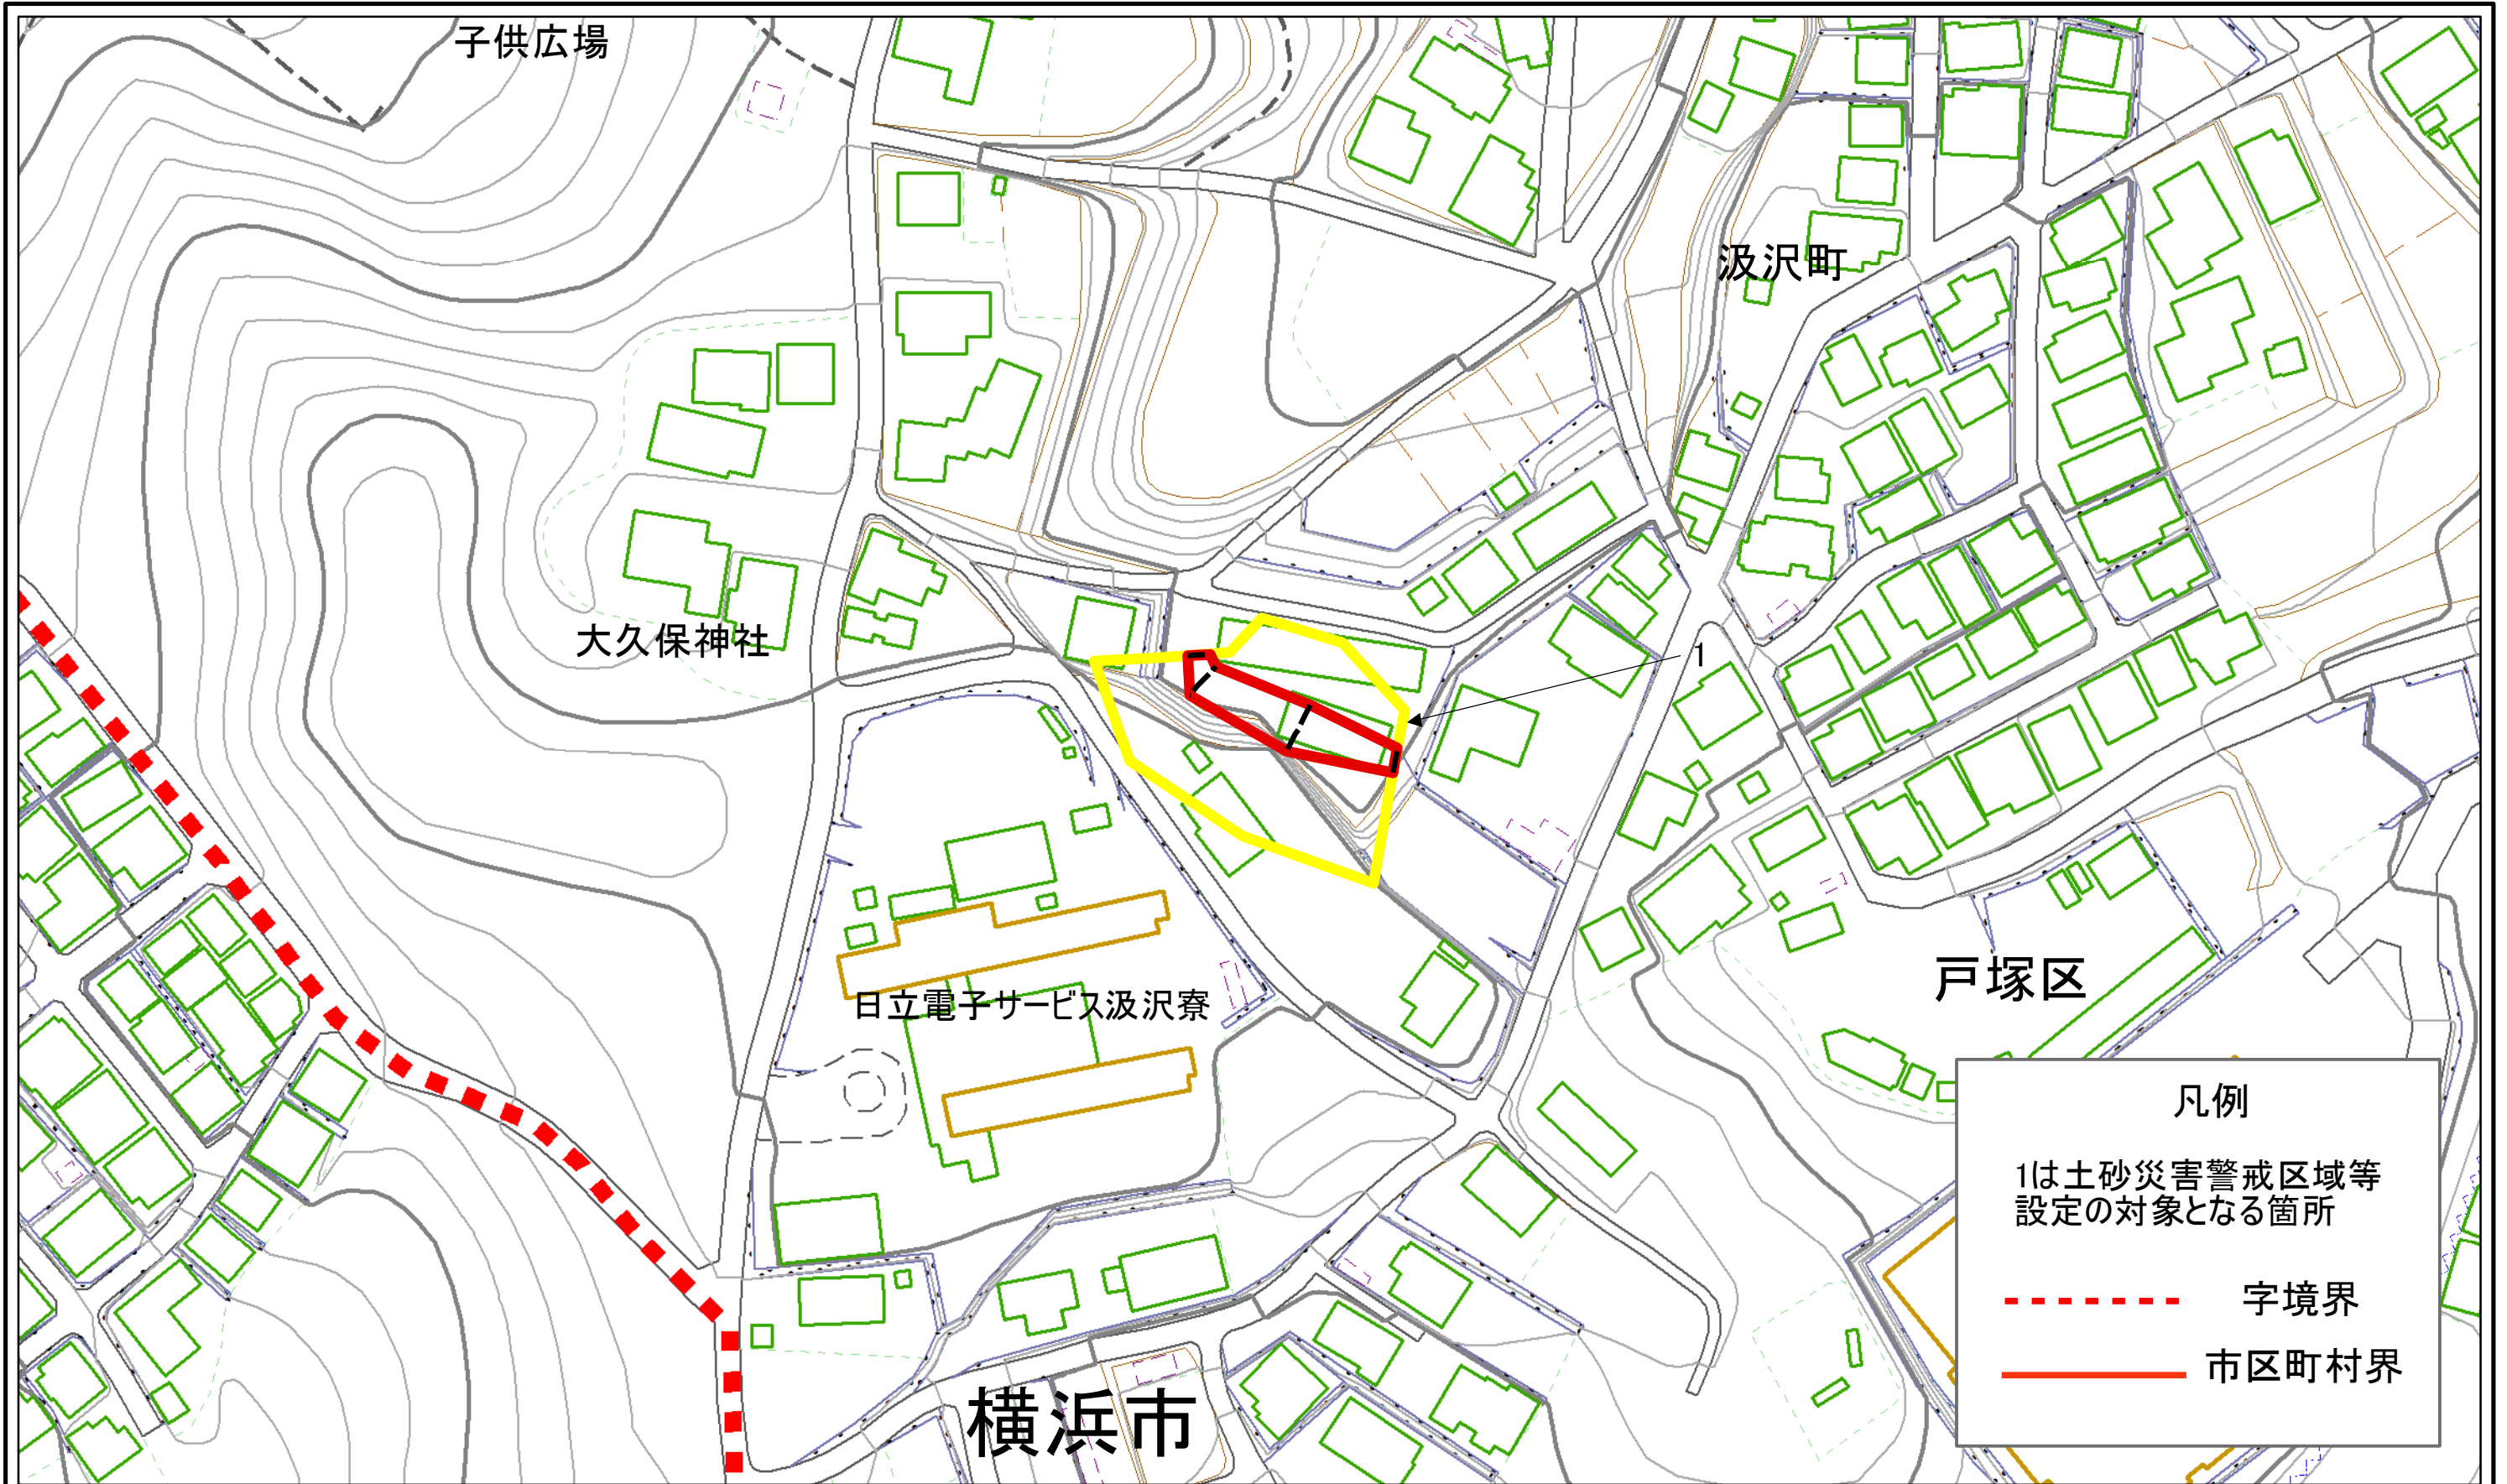 子供広場
汲沢町
大久保神社
1
戸塚区
日立電子サービス汲沢寮
凡例
1は土砂災害警戒区域等
設定の対象となる箇所
字境界
市区町村界
横浜市